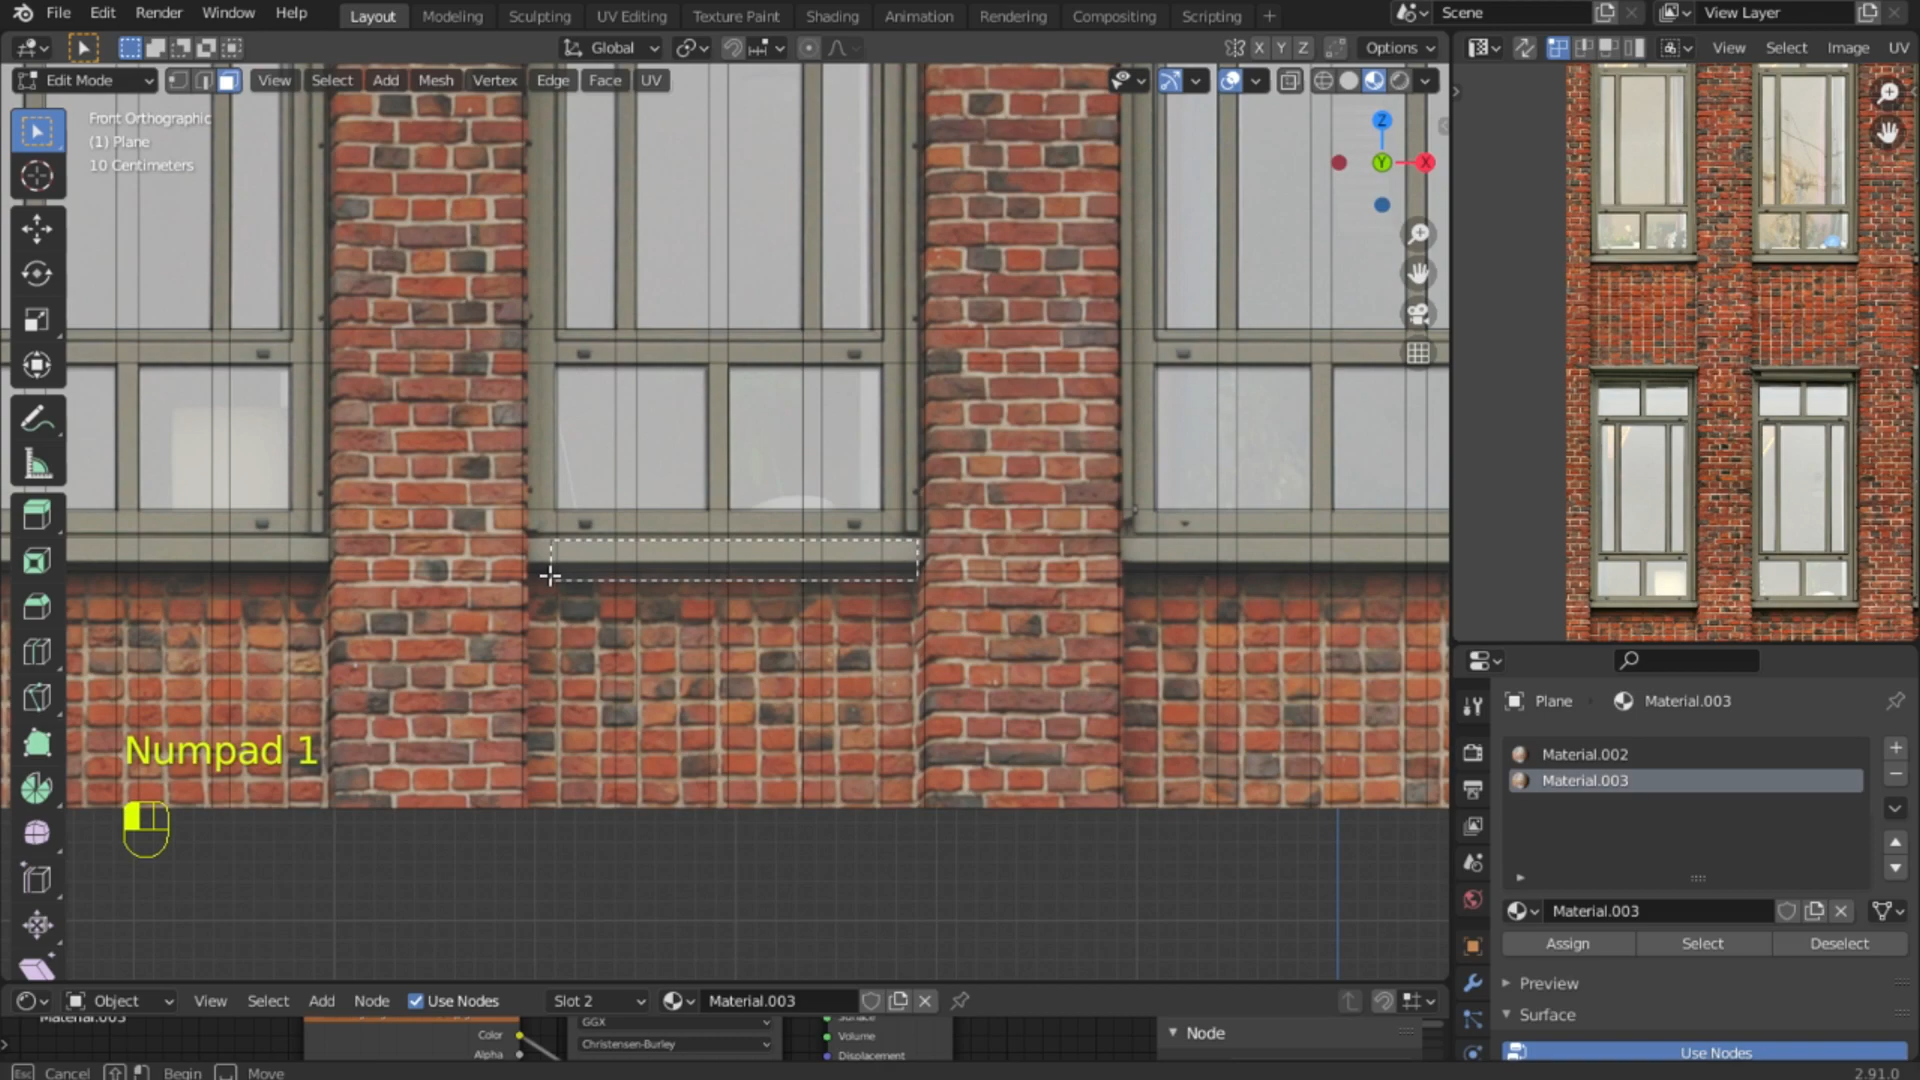 File Edit Render Window Help Layout Modeling Sculpting UV Editing Texture Paint Shading Animation Rendering Compositing Scripting + Scene View Layer
Global X Y Z Options View Select Image UV
Edit Mode View Select Add Mesh Vertex Edge Face UV
Front Orthographic
(1) Plane
10 Centimeters
Z
Y
X
Numpad 1
Plane Material.003
Material.002
Material.003
Material.003
Assign Select Deselect
Preview
Surface
Use Nodes
Object View Select Add Node Use Nodes Slot 2 Material.003
Material.003
GGX
Color
Christensen-Burley
Alpha
Volume
Displacement
Node
Esc Cancel Begin Move
2.91.0